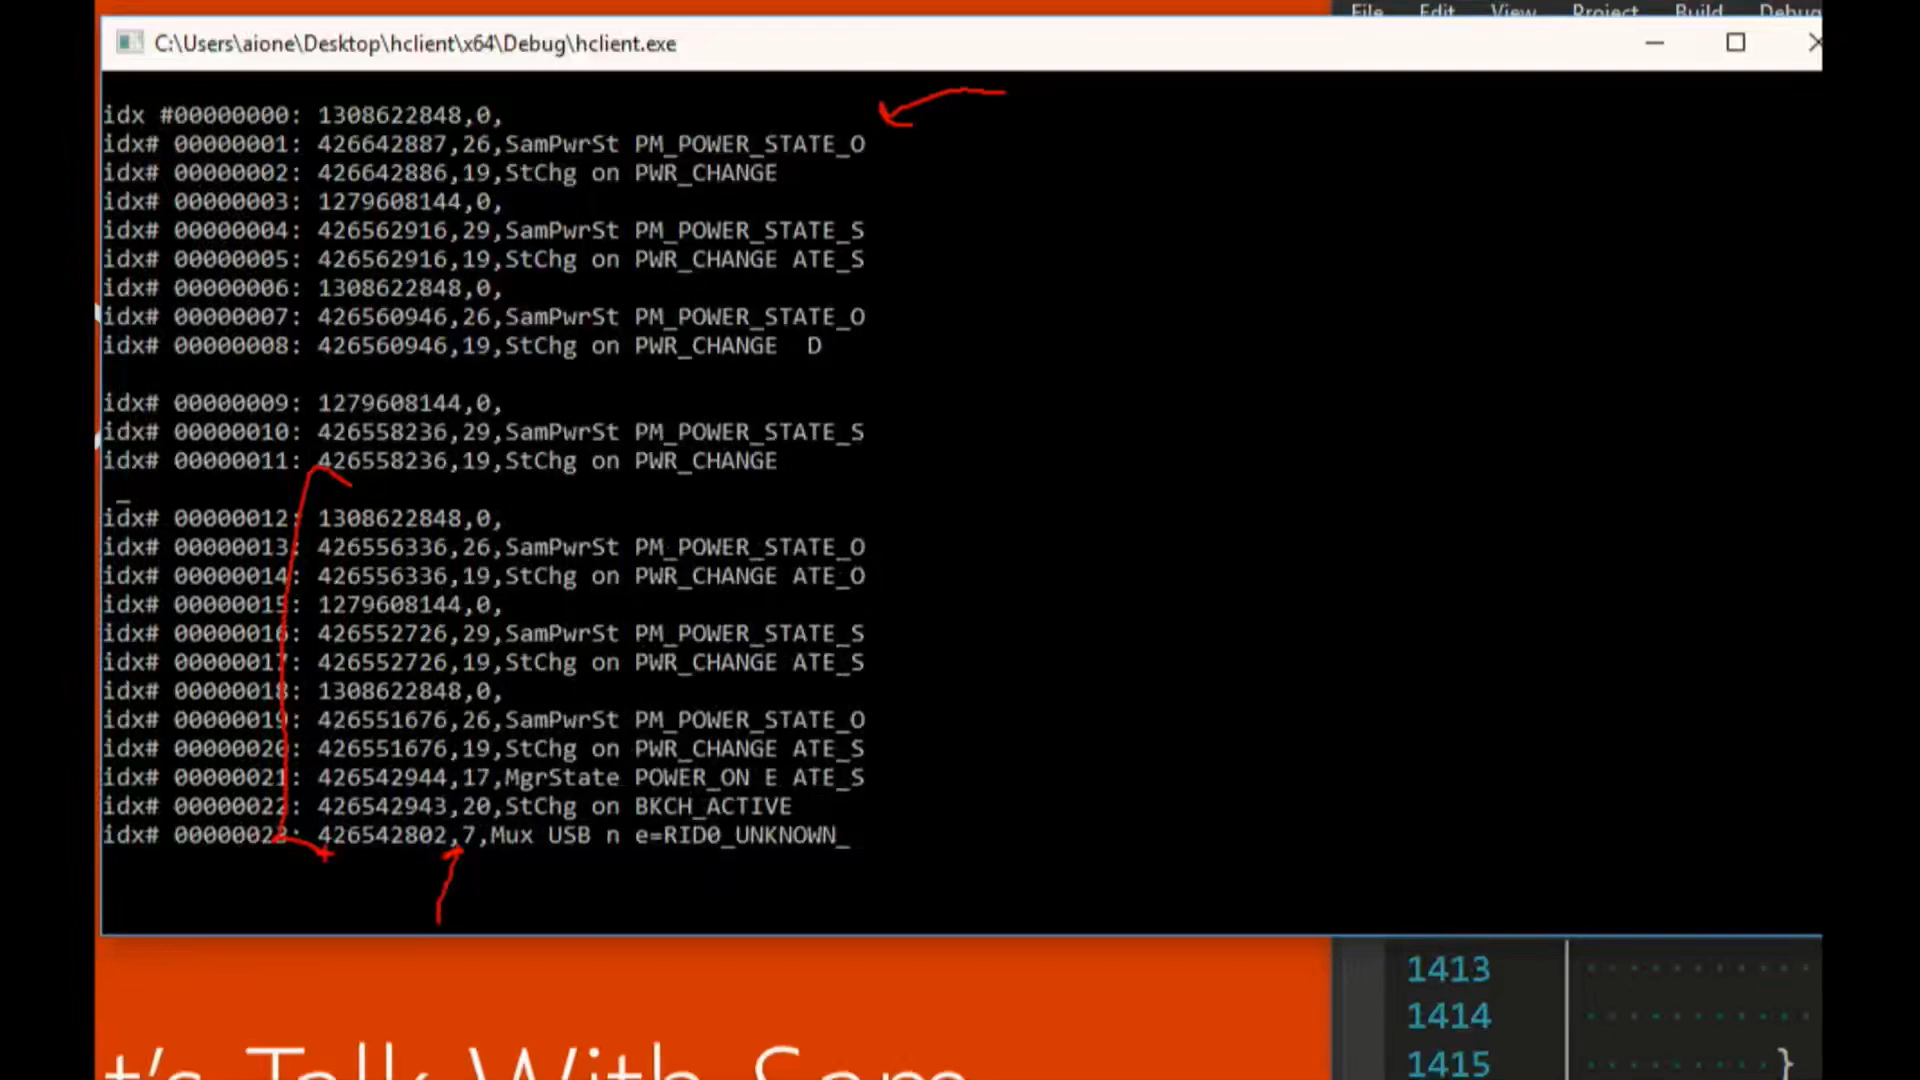 File Edit View Project Build Debug
C:\Users\aione\Desktop\hclient\x64\Debug\hclient.exe
idx #00000000: 1308622848,0,
idx# 00000001: 426642887,26,SamPwrSt PM_POWER_STATE_O
idx# 00000002: 426642886,19,StChg on PWR_CHANGE
idx# 00000003: 1279608144,0,
idx# 00000004: 426562916,29,SamPwrSt PM_POWER_STATE_S
idx# 00000005: 426562916,19,StChg on PWR_CHANGE ATE_S
idx# 00000006: 1308622848,0,
idx# 00000007: 426560946,26,SamPwrSt PM_POWER_STATE_O
idx# 00000008: 426560946,19,StChg on PWR_CHANGE  D
idx# 00000009: 1279608144,0,
idx# 00000010: 426558236,29,SamPwrSt PM_POWER_STATE_S
idx# 00000011: 426558236,19,StChg on PWR_CHANGE
_
idx# 00000012: 1308622848,0,
idx# 00000013: 426556336,26,SamPwrSt PM_POWER_STATE_O
idx# 00000014: 426556336,19,StChg on PWR_CHANGE ATE_O
idx# 00000015: 1279608144,0,
idx# 00000016: 426552726,29,SamPwrSt PM_POWER_STATE_S
idx# 00000017: 426552726,19,StChg on PWR_CHANGE ATE_S
idx# 00000018: 1308622848,0,
idx# 00000019: 426551676,26,SamPwrSt PM_POWER_STATE_O
idx# 00000020: 426551676,19,StChg on PWR_CHANGE ATE_S
idx# 00000021: 426542944,17,MgrState POWER_ON E ATE_S
idx# 00000022: 426542943,20,StChg on BKCH_ACTIVE
idx# 00000023: 426542802,7,Mux USB n e=RID0_UNKNOWN_
1413
1414
1415 }
t's Talk With Sam